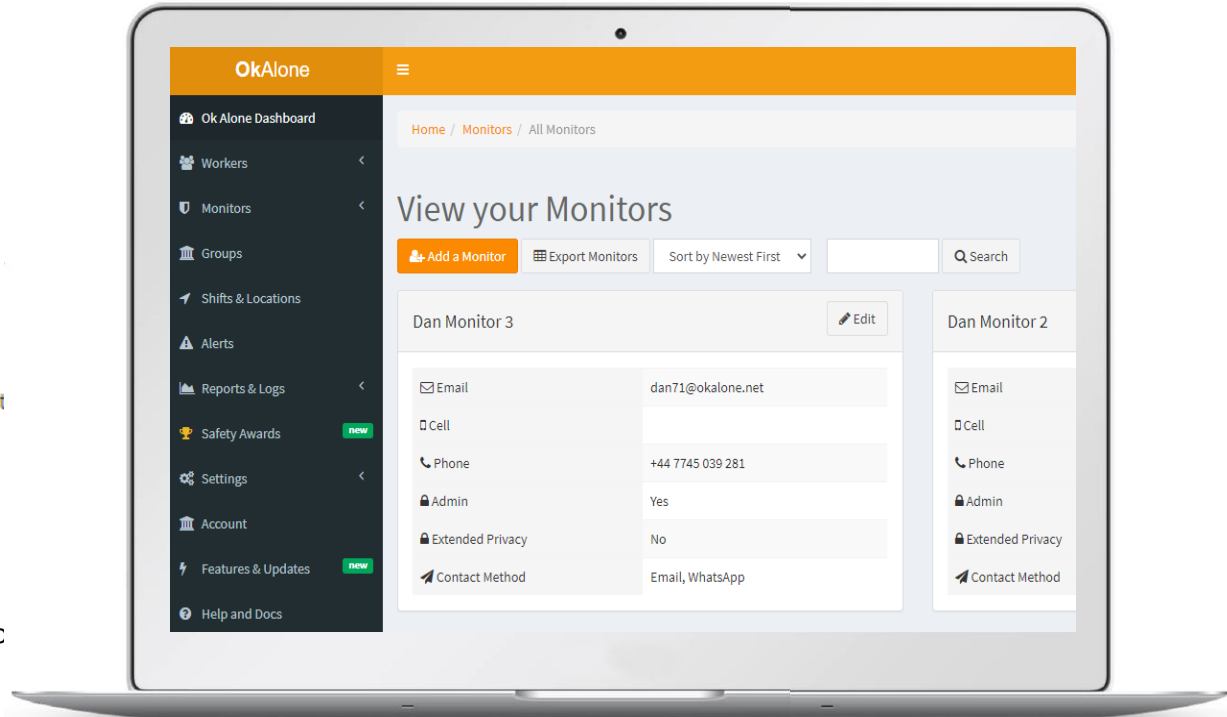 OkAlone
Ok Alone Dashboard
Workers
Monitors
Groups
Shifts & Locations
Alerts
Reports & Logs
Safety Awards new
Settings
Account
Features & Updates new
Help and Docs
Home / Monitors / All Monitors
View your Monitors
Add a Monitor Export Monitors Sort by Newest First Search
Dan Monitor 3 Edit
Email dan71@okalone.net
Cell
Phone +44 7745 039 281
Admin Yes
Extended Privacy No
Contact Method Email, WhatsApp
Dan Monitor 2
Email
Cell
Phone
Admin
Extended Privacy
Contact Method